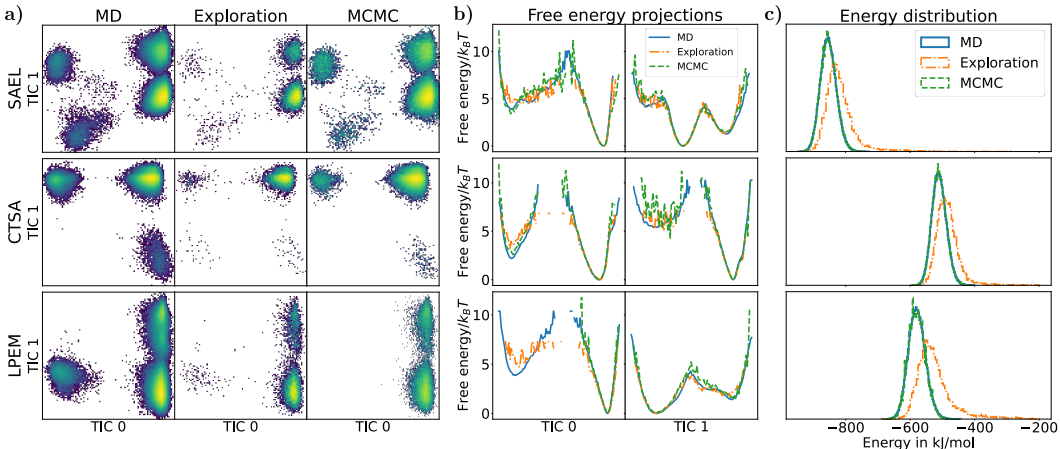 a)
MD
Exploration
MCMC
SAEL
TIC 1
CTSA
TIC 1
LPEM
TIC 1
TIC 0
TIC 0
TIC 0
b)
Free energy projections
MD
Exploration
MCMC
Free energy/k_BT
10
5
0
Free energy/k_BT
10
5
0
Free energy/k_BT
10
5
0
TIC 0
TIC 1
c)
Energy distribution
MD
Exploration
MCMC
−800
−600
−400
−200
Energy in kJ/mol